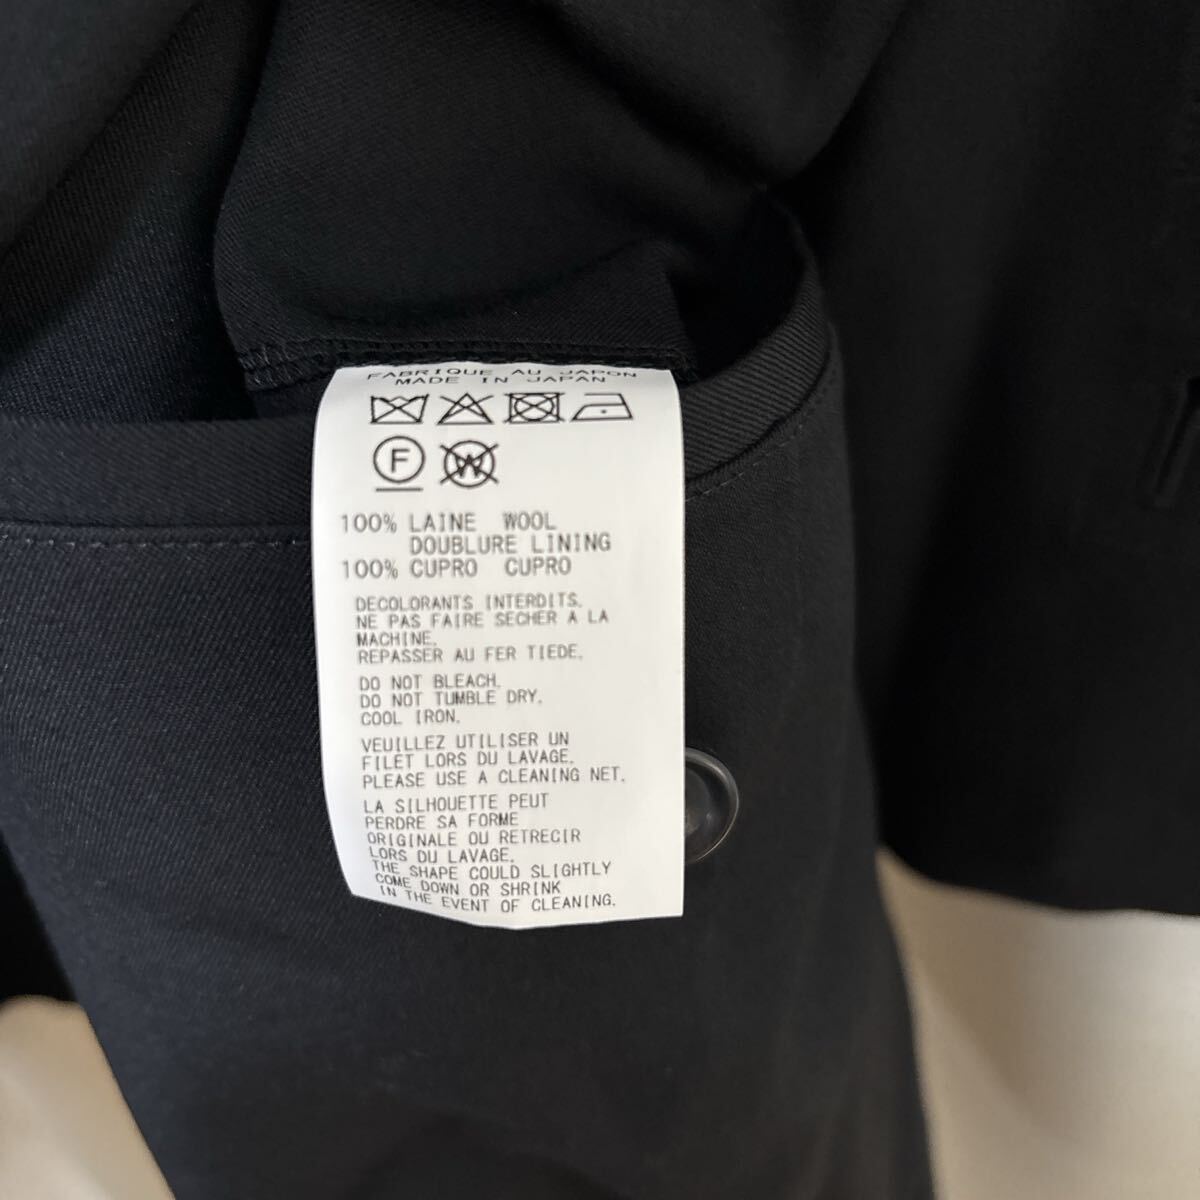 FABRIQUE AU JAPON
MADE IN JAPAN
F W
100% LAINE WOOL
DOUBLURE LINING
100% CUPRO CUPRO
DECOLORANTS INTERDITS.
NE PAS FAIRE SECHER A LA
MACHINE.
REPASSER AU FER TIEDE.
DO NOT BLEACH.
DO NOT TUMBLE DRY.
COOL IRON.
VEUILLEZ UTILISER UN
FILET LORS DU LAVAGE.
PLEASE USE A CLEANING NET.
LA SILHOUETTE PEUT
PERDRE SA FORME
ORIGINALE OU RETRECIR
LORS DU LAVAGE.
THE SHAPE COULD SLIGHTLY
COME DOWN OR SHRINK
IN THE EVENT OF CLEANING.